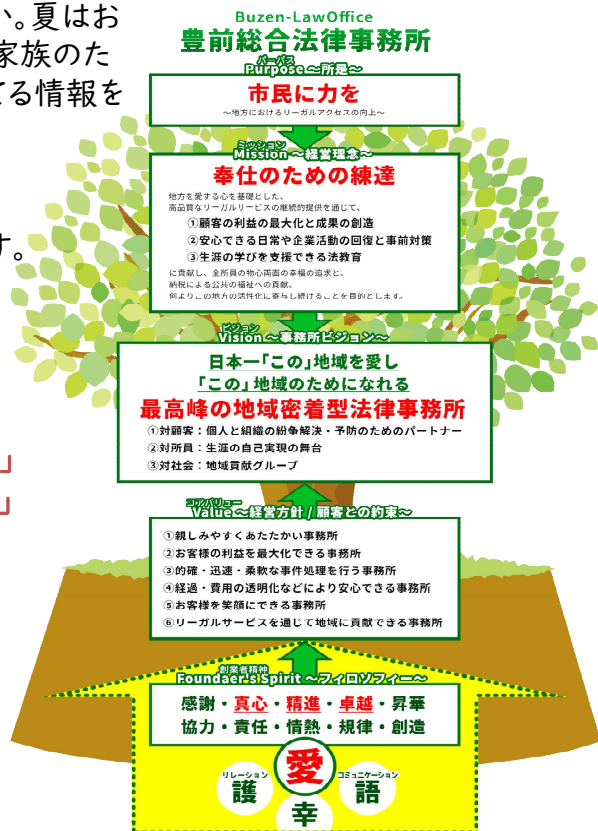 い。夏はお
家族のた
てる情報を
す。
」
」
Buzen-LawOffice
豊前総合法律事務所
パーパス
Purpose～所是～
市民に力を
～地方におけるリーガルアクセスの向上～
ミッション
Mission～経営理念～
奉仕のための練達
地方を愛する心を基礎とした、
高品質なリーガルリービスの継続的提供を通じて、
①顧客の利益の最大化と成果の創造
②安心できる日常や企業活動の回復と事前対策
③生涯の学びを支援できる法教育
に貢献し、全所員の物心両面の幸福の追求と、
納税による公共の福祉への貢献、
何よりこの地方の活性化に寄与し続けることを目的とします。
ビジョン
Vision～事務所ビジョン～
日本一「この」地域を愛し
「この」地域のためになれる
最高峰の地域密着型法律事務所
①対顧客：個人と組織の紛争解決・予防のためのパートナー
②対所員：生涯の自己実現の舞台
③対社会：地域貢献グループ
コアバリュー
Value～経営方針/顧客との約束～
①親しみやすくあたたかい事務所
②お客様の利益を最大化できる事務所
③的確・迅速・柔軟な事件処理を行う事務所
④経過・費用の透明化などにより安心できる事務所
⑤お客様を笑顔にできる事務所
⑥リーガルサービスを通じて地域に貢献できる事務所
創業者精神
Foundaer's Spirit～フィロソフィー～
感謝・真心・精進・卓越・昇華
協力・責任・情熱・規律・創造
愛
リレーション
護
コミュニケーション
語
幸